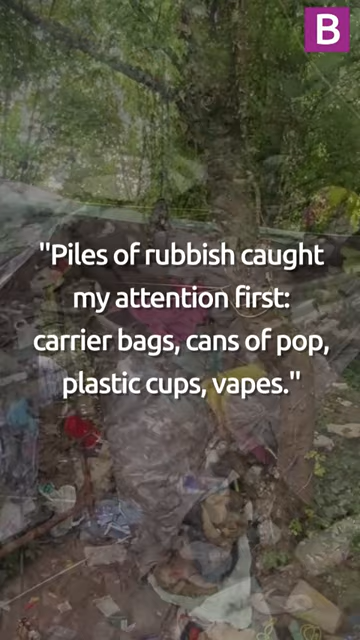 B
"Piles of rubbish caught
my attention first:
carrier bags, cans of pop,
plastic cups, vapes."